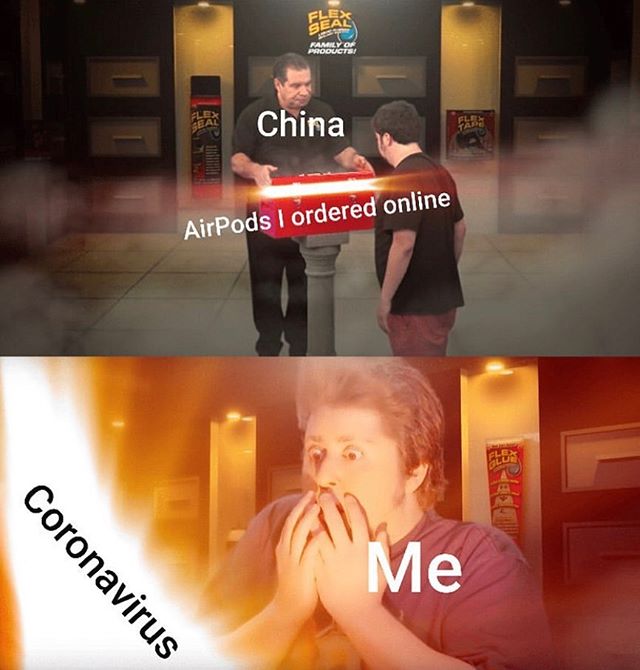 FLEX
SEAL
FAMILY OF
PRODUCTS!
China
FLEX
SEAL
FLEX
TAPE
AirPods I ordered online
FLEX
GLUE
Coronavirus
Me